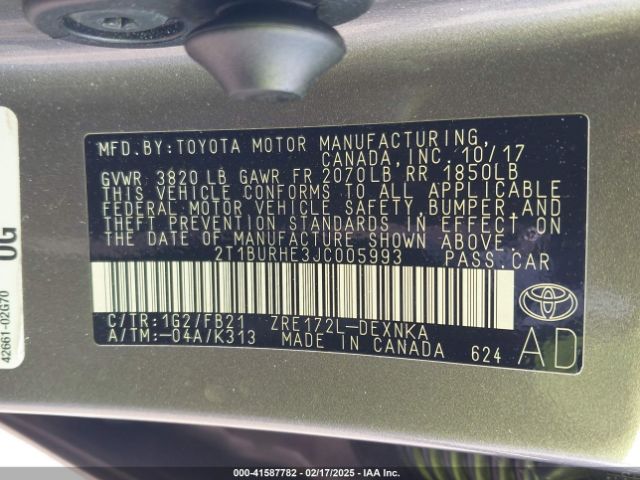 MFD.BY:TOYOTA MOTOR MANUFACTURING,
CANADA, INC. 10/17
GVWR 3820 LB GAWR FR 2070LB RR 1850LB
THIS VEHICLE CONFORMS TO ALL APPLICABLE
FEDERAL MOTOR VEHICLE SAFETY, BUMPER,AND
THEFT PREVENTION STANDARDS IN EFFECT ON
THE DATE OF MANUFACTURE SHOWN ABOVE.
2T1BURHE3JC005993 PASS.CAR
C/TR:1G2/FB21 ZRE172L-DEXNKA
A/TM:-04A/K313 MADE IN CANADA 624
AD
42661-02G70
0G
000-41587782 - 02/17/2025 - IAA Inc.